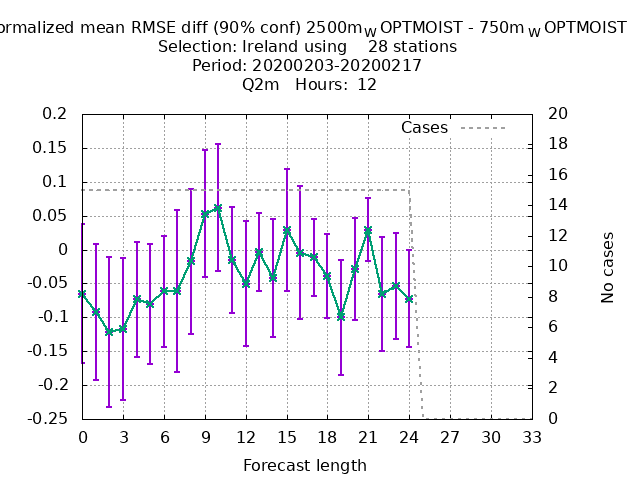 ormalized mean RMSE diff (90% conf) 2500mW OPTMOIST - 750mW OPTMOIST
Selection: Ireland using 28 stations
Period: 20200203-20200217
Q2m Hours: 12
Cases
0.2
0.15
0.1
0.05
0
-0.05
-0.1
-0.15
-0.2
-0.25
20
18
16
14
12
10
8
6
4
2
0
No cases
0 3 6 9 12 15 18 21 24 27 30 33
Forecast length